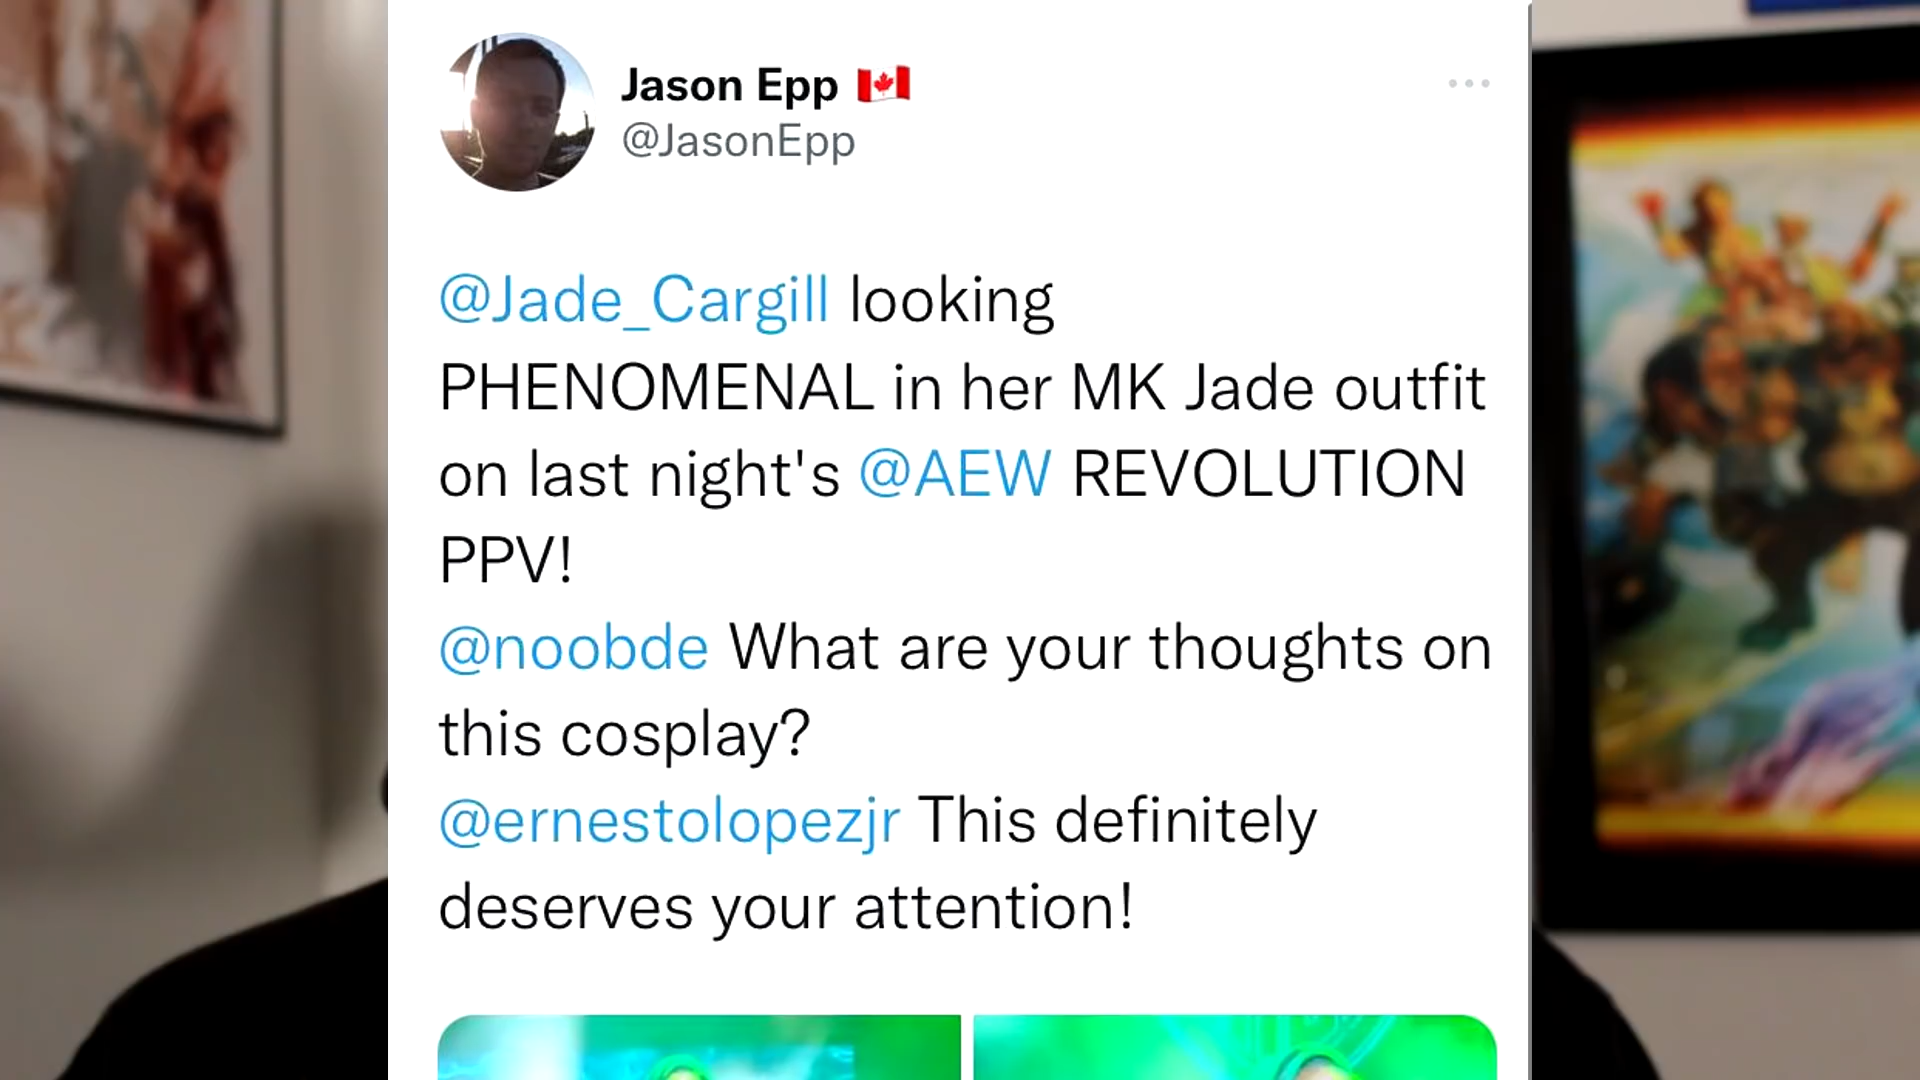 Jason Epp 🇨🇦
@JasonEpp
@Jade_Cargill looking
PHENOMENAL in her MK Jade outfit
on last night's @AEW REVOLUTION
PPV!
@noobde What are your thoughts on
this cosplay?
@ernestolopezjr This definitely
deserves your attention!